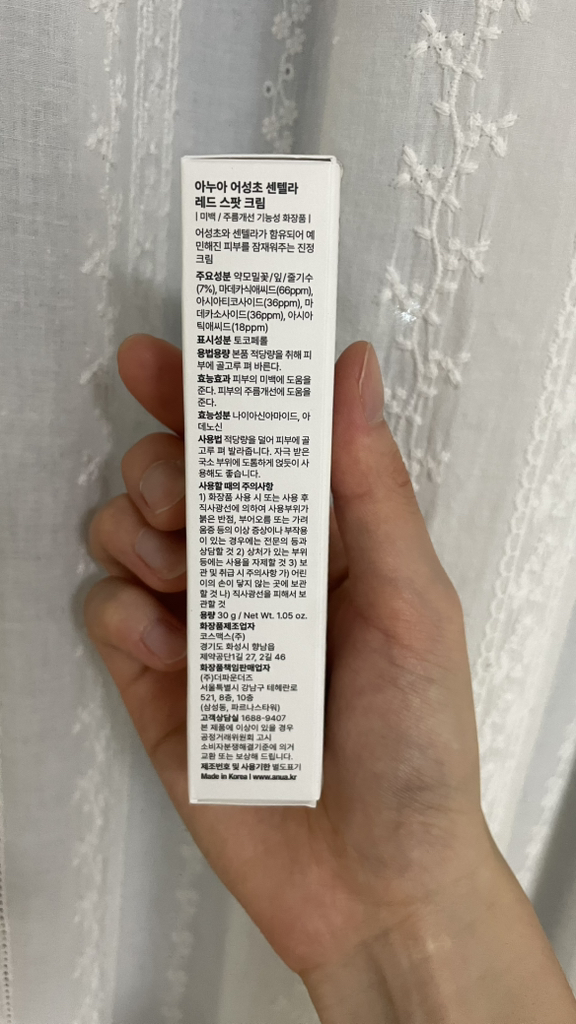 아누아 어성초 센텔라
레드 스팟 크림
| 미백 / 주름개선 기능성 화장품 |
어성초와 센텔라가 함유되어 예
민해진 피부를 잠재워주는 진정
크림
주요성분 약모밀꽃/잎/줄기수
(7%), 마데카식애씨드(66ppm),
아시아티코사이드(36ppm), 마
데카소사이드(36ppm), 아시아
틱애씨드(18ppm)
표시성분 토코페롤
용법용량 본품 적당량을 취해 피
부에 골고루 펴 바른다.
효능효과 피부의 미백에 도움을
준다. 피부의 주름개선에 도움을
준다.
효능성분 나이아신아마이드, 아
데노신
사용법 적당량을 덜어 피부에 골
고루 펴 발라줍니다. 자극 받은
국소 부위에 도톰하게 얹듯이 사
용해도 좋습니다.
사용할 때의 주의사항
1) 화장품 사용 시 또는 사용 후
직사광선에 의하여 사용부위가
붉은 반점, 부어오름 또는 가려
움증 등의 이상 증상이나 부작용
이 있는 경우에는 전문의 등과
상담할 것 2) 상처가 있는 부위
등에는 사용을 자제할 것 3) 보
관 및 취급 시 주의사항 가) 어린
이의 손이 닿지 않는 곳에 보관
할 것 나) 직사광선을 피해서 보
관할 것
용량 30 g / Net Wt. 1.05 oz.
화장품제조업자
코스맥스(주)
경기도 화성시 향남읍
제약공단1길 27, 2길 46
화장품책임판매업자
(주)더파운더즈
서울특별시 강남구 테헤란로
521, 8층, 10층
(삼성동, 파르나스타워)
고객상담실 1688-9407
본 제품에 이상이 있을 경우
공정거래위원회 고시
소비자분쟁해결기준에 의거
교환 또는 보상해 드립니다.
제조번호 및 사용기한 별도표기
Made in Korea | www.anua.kr